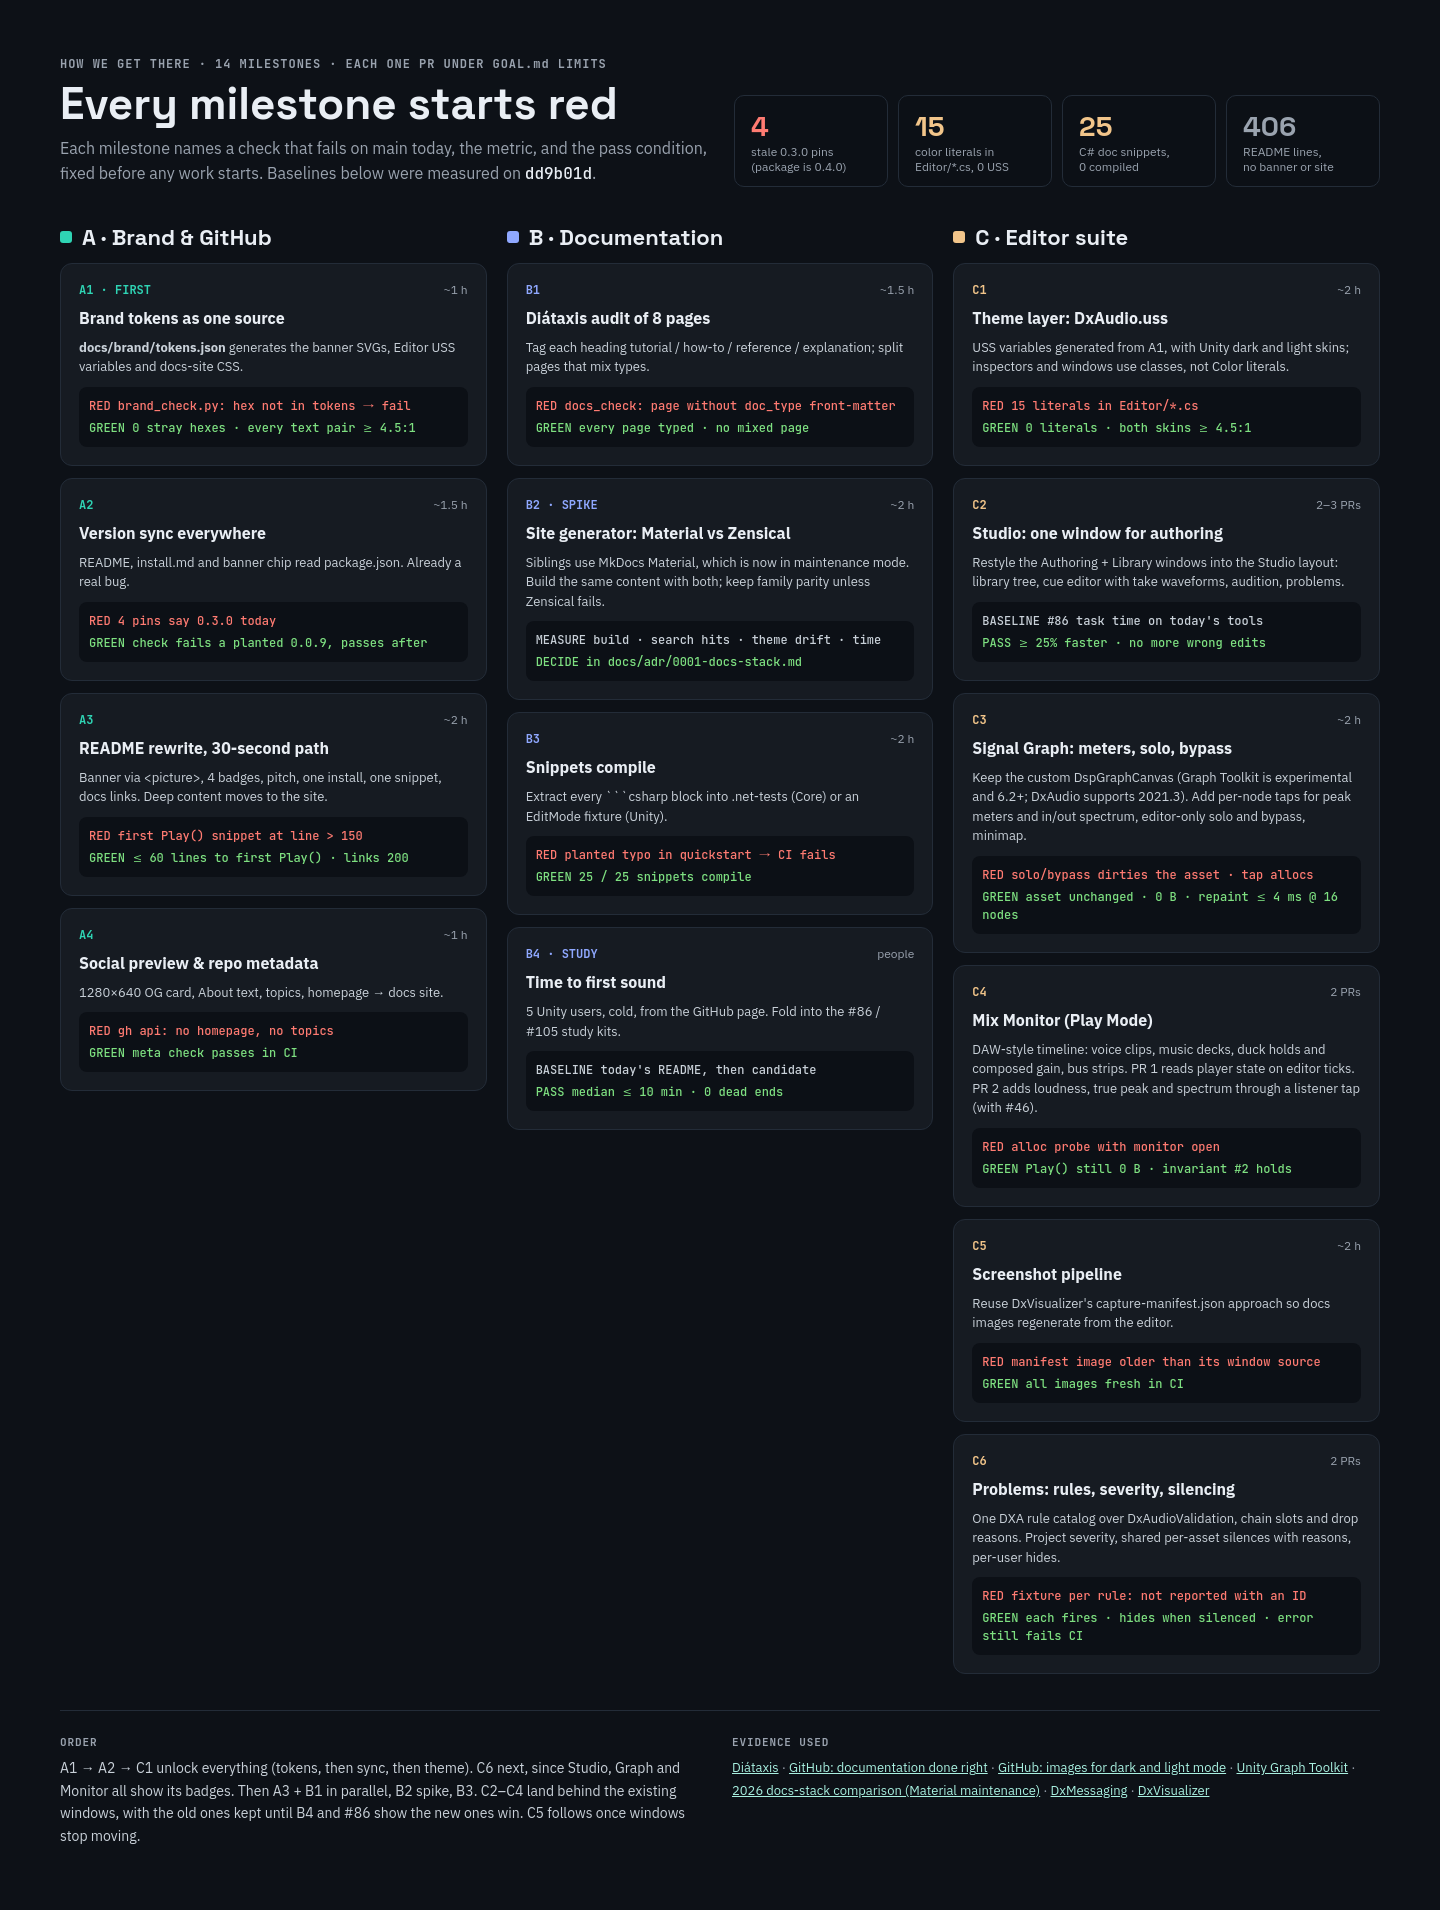 HOW WE GET THERE · 14 MILESTONES · EACH ONE PR UNDER GOAL.md LIMITS
Every milestone starts red
Each milestone names a check that fails on main today, the metric, and the pass condition,
fixed before any work starts. Baselines below were measured on dd9b01d.
4
stale 0.3.0 pins
(package is 0.4.0)
15
color literals in
Editor/*.cs, 0 USS
25
C# doc snippets,
0 compiled
406
README lines,
no banner or site
A · Brand & GitHub
A1 · FIRST
~1 h
Brand tokens as one source
docs/brand/tokens.json generates the banner SVGs, Editor USS
variables and docs-site CSS.
RED brand_check.py: hex not in tokens → fail
GREEN 0 stray hexes · every text pair ≥ 4.5:1
A2
~1.5 h
Version sync everywhere
README, install.md and banner chip read package.json. Already a
real bug.
RED 4 pins say 0.3.0 today
GREEN check fails a planted 0.0.9, passes after
A3
~2 h
README rewrite, 30-second path
Banner via <picture>, 4 badges, pitch, one install, one snippet,
docs links. Deep content moves to the site.
RED first Play() snippet at line > 150
GREEN ≤ 60 lines to first Play() · links 200
A4
~1 h
Social preview & repo metadata
1280×640 OG card, About text, topics, homepage → docs site.
RED gh api: no homepage, no topics
GREEN meta check passes in CI
B · Documentation
B1
~1.5 h
Diátaxis audit of 8 pages
Tag each heading tutorial / how-to / reference / explanation; split
pages that mix types.
RED docs_check: page without doc_type front-matter
GREEN every page typed · no mixed page
B2 · SPIKE
~2 h
Site generator: Material vs Zensical
Siblings use MkDocs Material, which is now in maintenance mode.
Build the same content with both; keep family parity unless
Zensical fails.
MEASURE build · search hits · theme drift · time
DECIDE in docs/adr/0001-docs-stack.md
B3
~2 h
Snippets compile
Extract every ```csharp block into .net-tests (Core) or an
EditMode fixture (Unity).
RED planted typo in quickstart → CI fails
GREEN 25 / 25 snippets compile
B4 · STUDY
people
Time to first sound
5 Unity users, cold, from the GitHub page. Fold into the #86 /
#105 study kits.
BASELINE today's README, then candidate
PASS median ≤ 10 min · 0 dead ends
C · Editor suite
C1
~2 h
Theme layer: DxAudio.uss
USS variables generated from A1, with Unity dark and light skins;
inspectors and windows use classes, not Color literals.
RED 15 literals in Editor/*.cs
GREEN 0 literals · both skins ≥ 4.5:1
C2
2–3 PRs
Studio: one window for authoring
Restyle the Authoring + Library windows into the Studio layout:
library tree, cue editor with take waveforms, audition, problems.
BASELINE #86 task time on today's tools
PASS ≥ 25% faster · no more wrong edits
C3
~2 h
Signal Graph: meters, solo, bypass
Keep the custom DspGraphCanvas (Graph Toolkit is experimental
and 6.2+; DxAudio supports 2021.3). Add per-node taps for peak
meters and in/out spectrum, editor-only solo and bypass,
minimap.
RED solo/bypass dirties the asset · tap allocs
GREEN asset unchanged · 0 B · repaint ≤ 4 ms @ 16
nodes
C4
2 PRs
Mix Monitor (Play Mode)
DAW-style timeline: voice clips, music decks, duck holds and
composed gain, bus strips. PR 1 reads player state on editor ticks.
PR 2 adds loudness, true peak and spectrum through a listener tap
(with #46).
RED alloc probe with monitor open
GREEN Play() still 0 B · invariant #2 holds
C5
~2 h
Screenshot pipeline
Reuse DxVisualizer's capture-manifest.json approach so docs
images regenerate from the editor.
RED manifest image older than its window source
GREEN all images fresh in CI
C6
2 PRs
Problems: rules, severity, silencing
One DXA rule catalog over DxAudioValidation, chain slots and drop
reasons. Project severity, shared per-asset silences with reasons,
per-user hides.
RED fixture per rule: not reported with an ID
GREEN each fires · hides when silenced · error
still fails CI
ORDER
A1 → A2 → C1 unlock everything (tokens, then sync, then theme). C6 next, since Studio, Graph and
Monitor all show its badges. Then A3 + B1 in parallel, B2 spike, B3. C2–C4 land behind the existing
windows, with the old ones kept until B4 and #86 show the new ones win. C5 follows once windows
stop moving.
EVIDENCE USED
Diátaxis · GitHub: documentation done right · GitHub: images for dark and light mode · Unity Graph Toolkit ·
2026 docs-stack comparison (Material maintenance) · DxMessaging · DxVisualizer